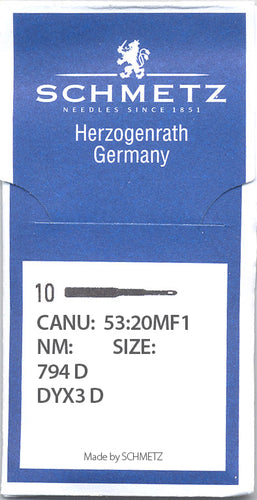 SCHMETZ
NEEDLES SINCE 1851
Herzogenrath
Germany
10
CANU: 53:20MF1
NM: SIZE:
794 D
DYX3 D
Made by SCHMETZ